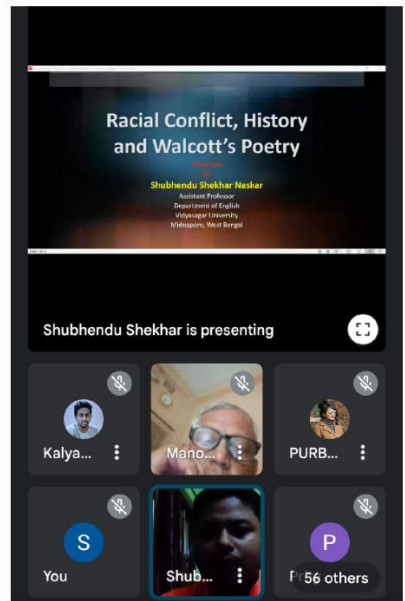 Racial Conflict, History
and Walcott's Poetry
Shubhendu Shekhar Naskar
Assistant Professor
Department of English
Vidyasagar University
Midnapore, West Bengal
Shubhendu Shekhar is presenting
Kalya...
Mano...
PURB...
S
You
Shub...
P
56 others